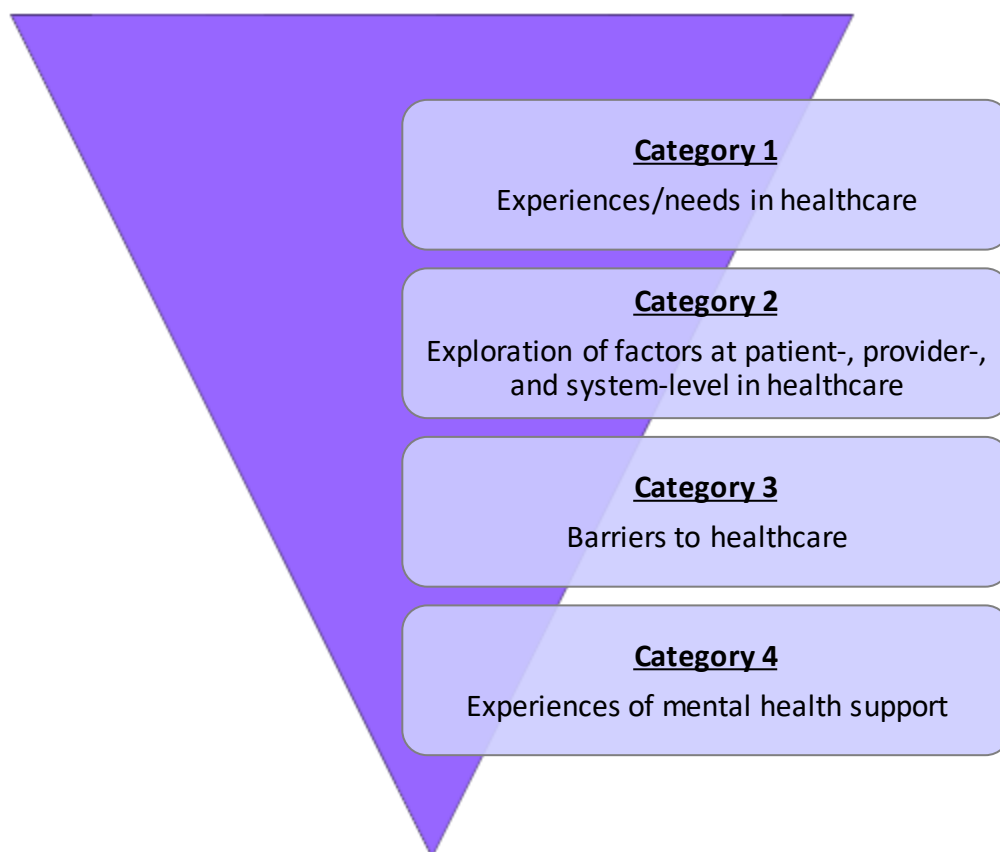 Category 1
Experiences/needs in healthcare
Category 2
Exploration of factors at patient-, provider-,
and system-level in healthcare
Category 3
Barriers to healthcare
Category 4
Experiences of mental health support